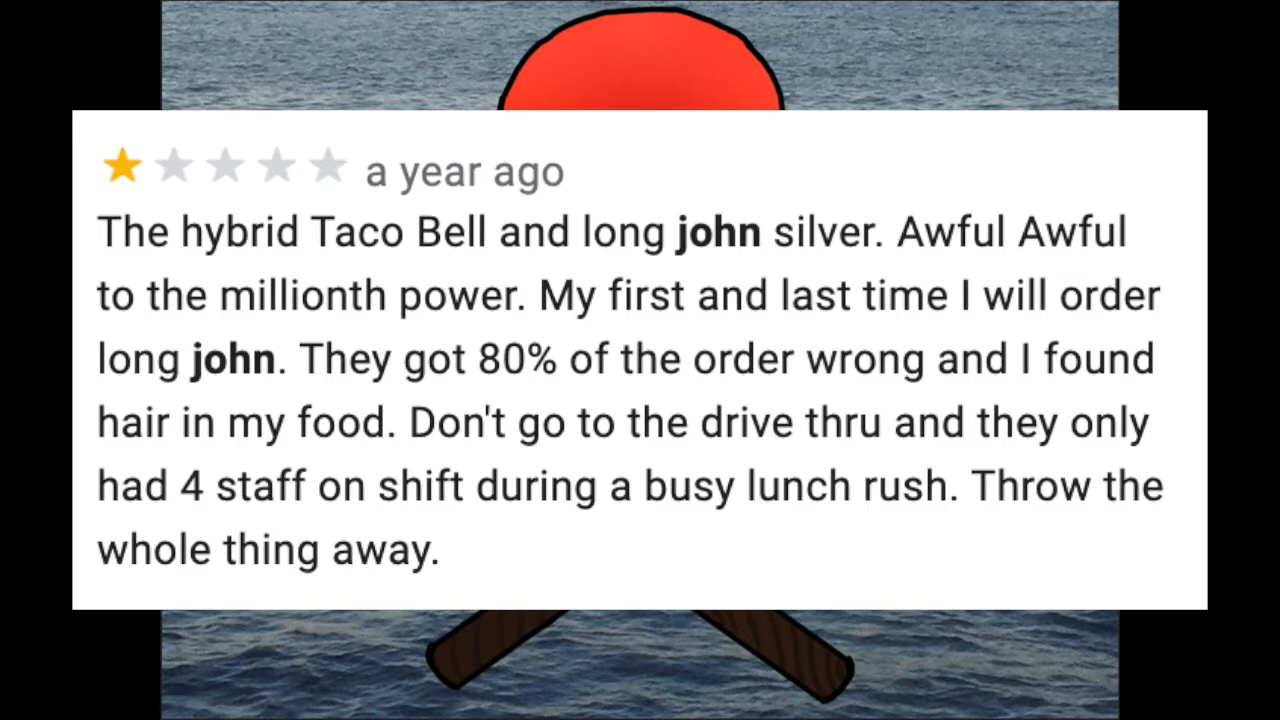 a year ago
The hybrid Taco Bell and long john silver. Awful Awful
to the millionth power. My first and last time I will order
long john. They got 80% of the order wrong and I found
hair in my food. Don't go to the drive thru and they only
had 4 staff on shift during a busy lunch rush. Throw the
whole thing away.